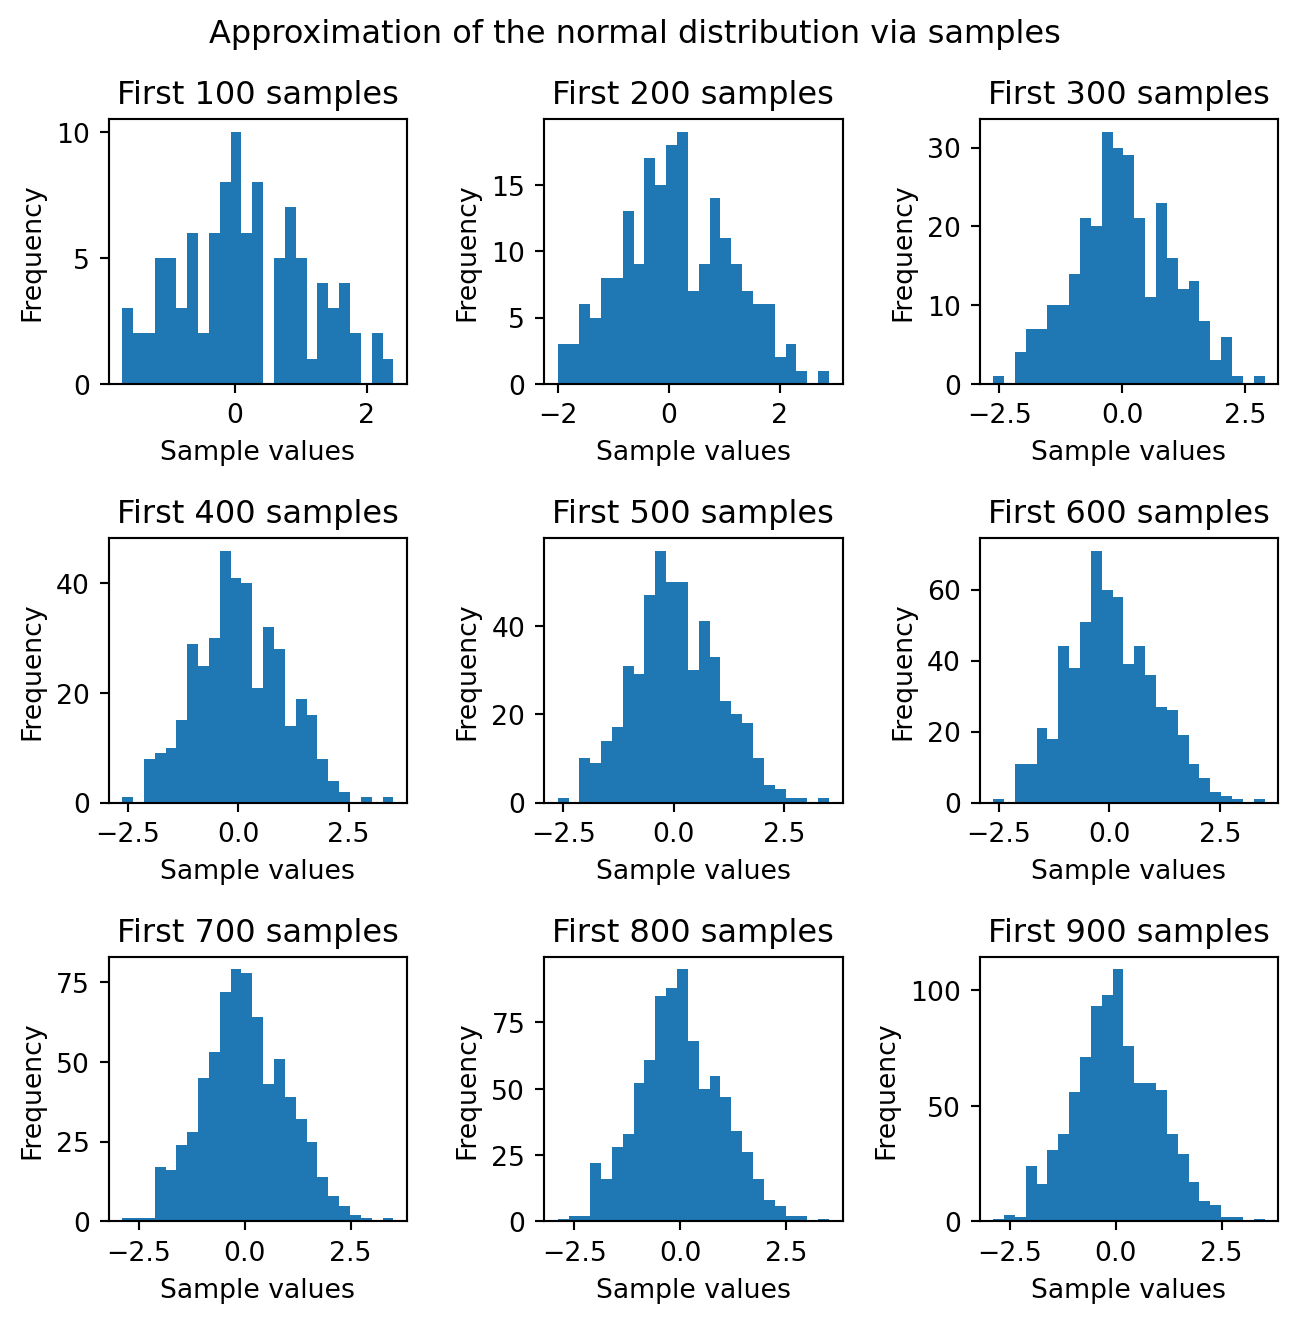 Approximation of the normal distribution via samples
First 100 samples
10
5
0
Frequency
0 2
Sample values
First 200 samples
15
10
5
0
Frequency
−2 0 2
Sample values
First 300 samples
30
20
10
0
Frequency
−2.5 0.0 2.5
Sample values
First 400 samples
40
20
0
Frequency
−2.5 0.0 2.5
Sample values
First 500 samples
40
20
0
Frequency
−2.5 0.0 2.5
Sample values
First 600 samples
60
40
20
0
Frequency
−2.5 0.0 2.5
Sample values
First 700 samples
75
50
25
0
Frequency
−2.5 0.0 2.5
Sample values
First 800 samples
75
50
25
0
Frequency
−2.5 0.0 2.5
Sample values
First 900 samples
100
50
0
Frequency
−2.5 0.0 2.5
Sample values